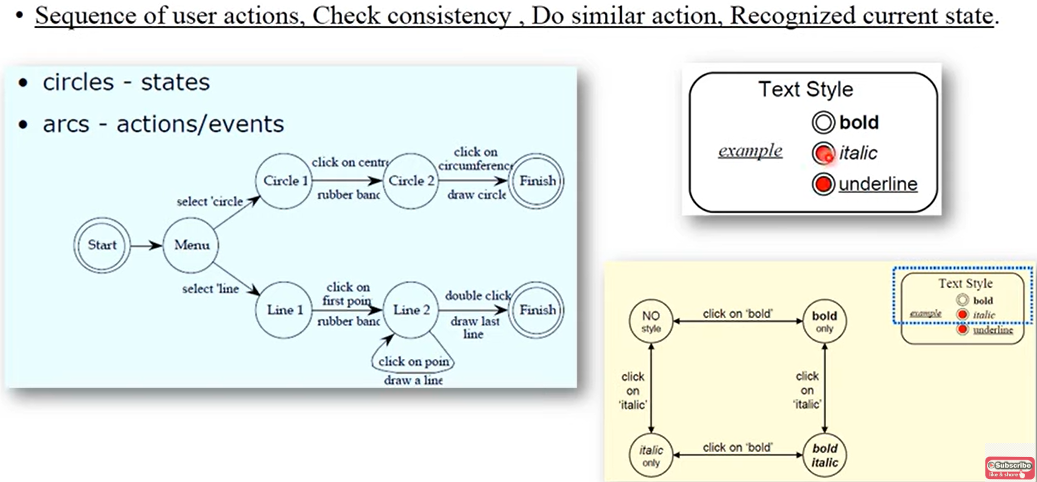 • Sequence of user actions, Check consistency , Do similar action, Recognized current state.
• circles - states
• arcs - actions/events
Start
Menu
select 'circle
Circle 1
click on centr
rubber banc
Circle 2
click on
circumference
draw circle
Finish
select 'line
Line 1
click on
first poin
rubber banc
Line 2
double click
draw last
line
Finish
click on poin
draw a line
Text Style
bold
example
italic
underline
NO
style
click on 'bold'
bold
only
click
on
'italic'
click
on
'italic'
italic
only
click on 'bold'
bold
italic
Text Style
bold
example
italic
underline
Subscribe
like & share